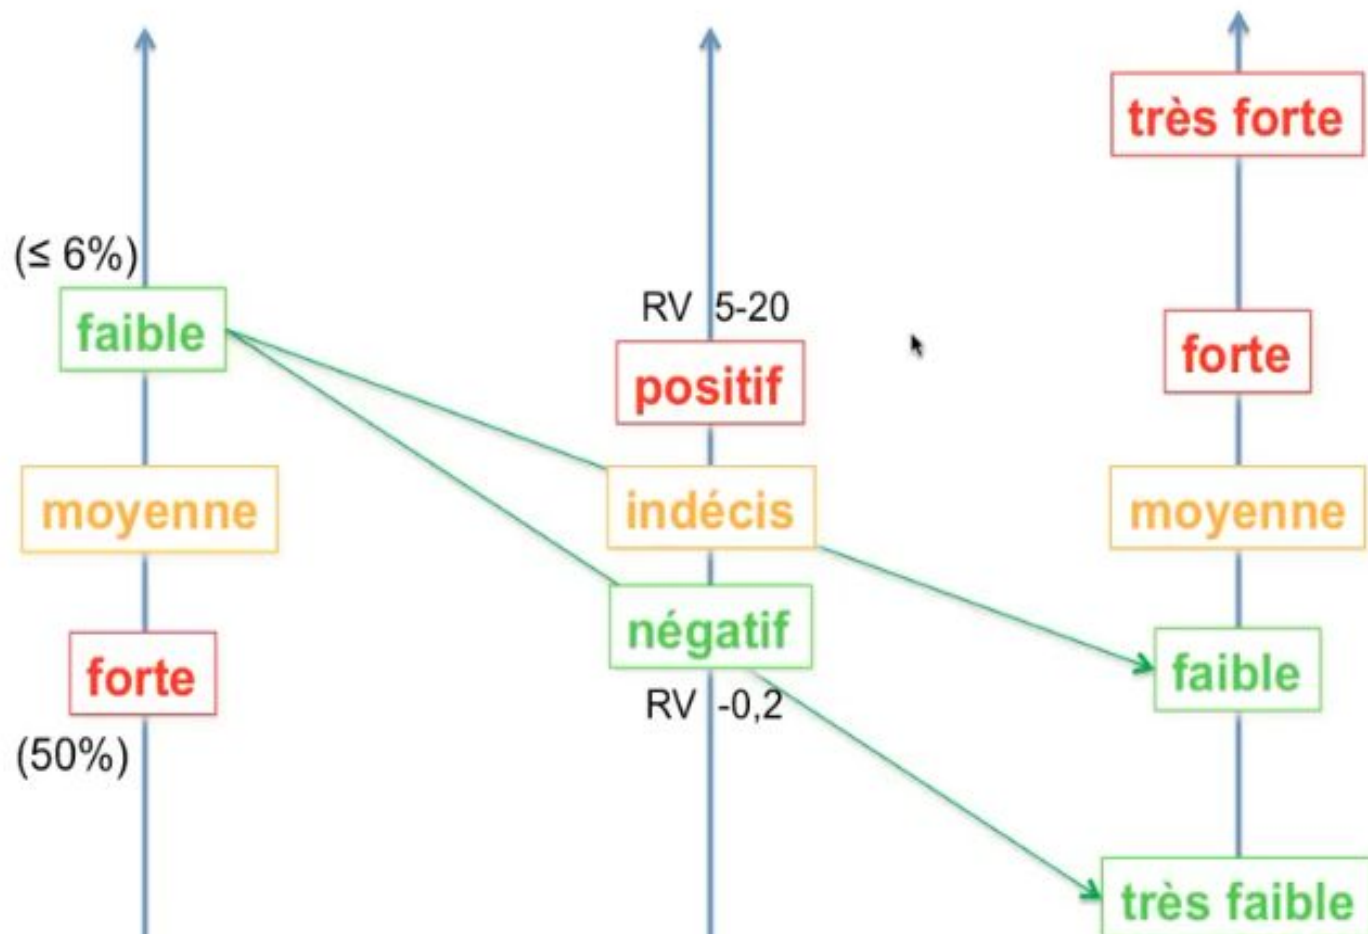 (≤ 6%)
faible
moyenne
forte
(50%)
RV 5-20
positif
indécis
négatif
RV -0,2
très forte
forte
moyenne
faible
très faible